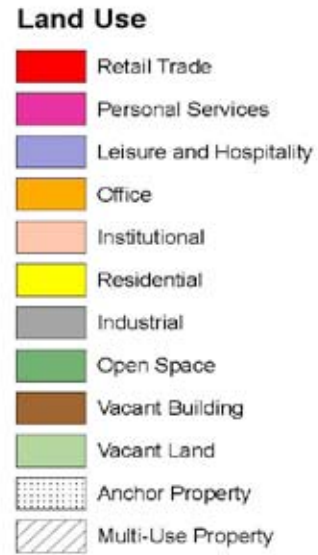 Land Use
Retail Trade
Personal Services
Leisure and Hospitality
Office
Institutional
Residential
Industrial
Open Space
Vacant Building
Vacant Land
Anchor Property
Multi-Use Property